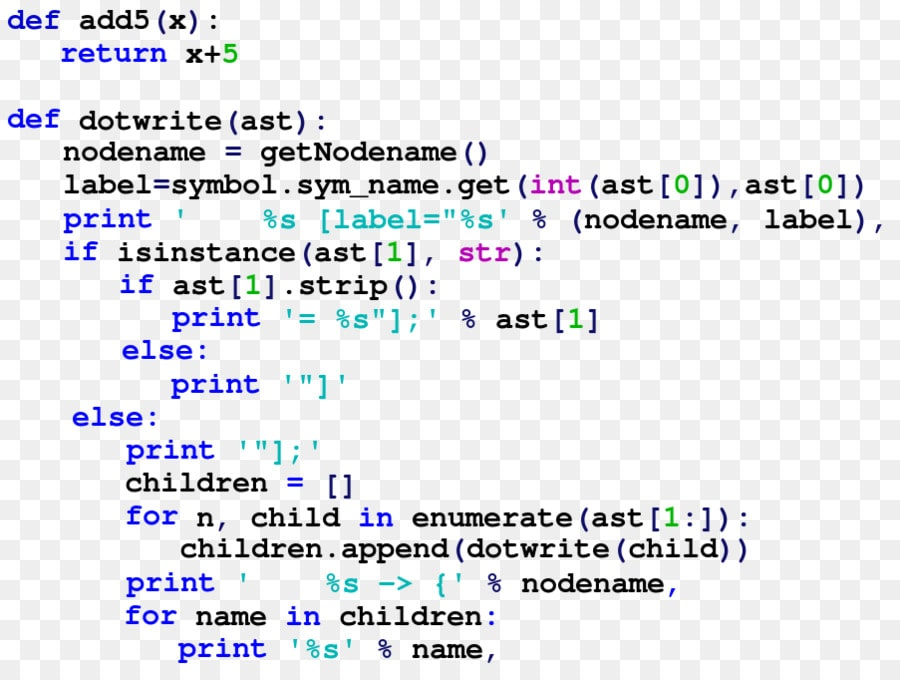 def add5(x):
    return x+5

def dotwrite(ast):
    nodename = getNodename()
    label=symbol.sym_name.get(int(ast[0]),ast[0])
    print '    %s [label="%s' % (nodename, label),
    if isinstance(ast[1], str):
        if ast[1].strip():
            print '= %s"];' % ast[1]
        else:
            print '"]'
    else:
        print '"];'
        children = []
        for n, child in enumerate(ast[1:]):
            children.append(dotwrite(child))
        print '    %s -> {' % nodename,
        for name in children:
            print '%s' % name,